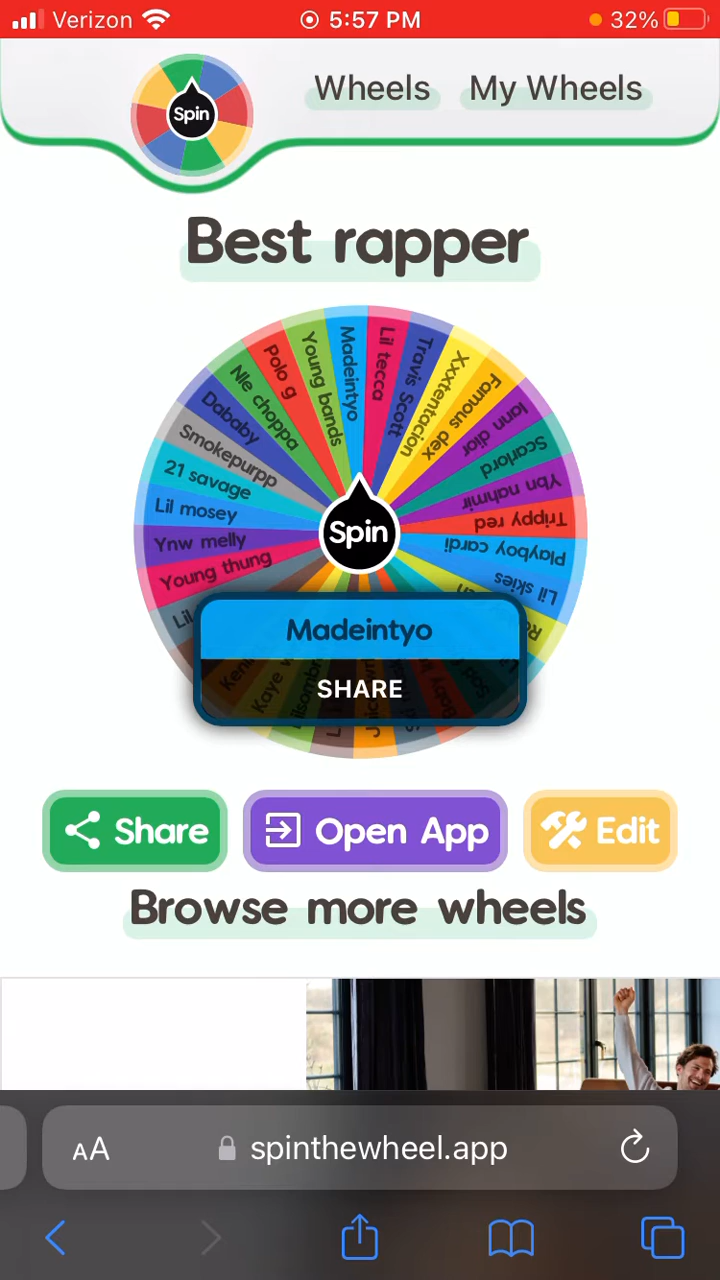 Verizon 5:57 PM 32%
Spin
Wheels My Wheels
Best rapper
Madeintyo
Lil tecca
Travis Scott
Xxxtentacion
Famous dex
Iann dior
Scarlord
Ybn nahmir
Trippy red
Playboy cardi
Lil skies
Young bands
Polo g
Nle choppa
Dababy
Smokepurpp
21 savage
Lil mosey
Ynw melly
Young thung
Lil
Spin
Madeintyo
SHARE
Share Open App Edit
Browse more wheels
AA spinthewheel.app